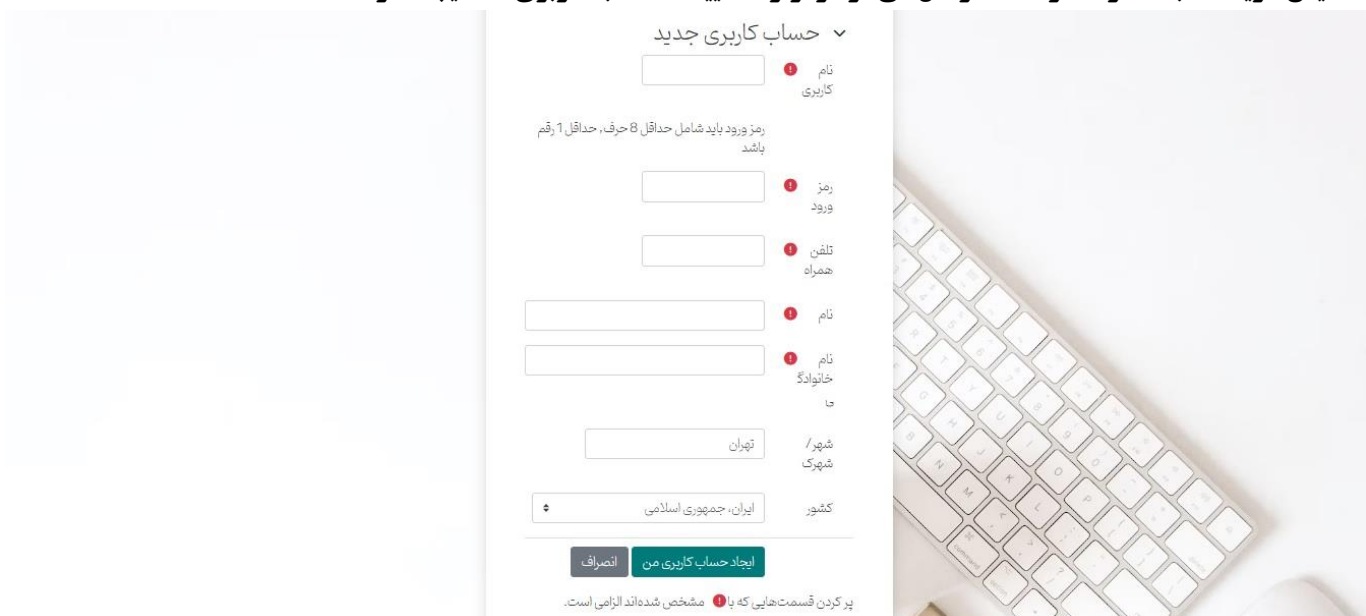 حساب کاربری جدید
نام
کاربری
رمز ورود باید شامل حداقل 8 حرف, حداقل 1 رقم
باشد
رمز
ورود
تلفن
همراه
نام
نام
خانوادگ
ی
شهر/
شهرک
تهران
کشور
ایران، جمهوری اسلامی
ایجاد حساب کاربری من
انصراف
پر کردن قسمت‌هایی که با مشخص شده‌اند الزامی است.